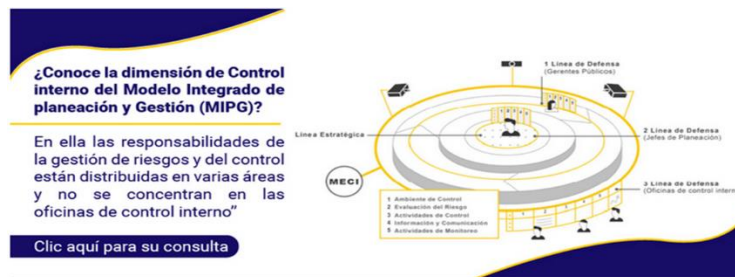 ¿Conoce la dimensión de Control
interno del Modelo Integrado de
planeación y Gestión (MIPG)?
En ella las responsabilidades de
la gestión de riesgos y del control
están distribuidas en varias áreas
y no se concentran en las
oficinas de control interno”
Clic aquí para su consulta
1 Línea de Defensa
(Gerentes Públicos)
Línea Estratégica
2 Línea de Defensa
(Jefes de Planeación)
MECI
3 Línea de Defensa
(Oficinas de control intern
1 Ambiente de Control
2 Evaluación del Riesgo
3 Actividades de Control
4 Información y Comunicación
5 Actividades de Monitoreo